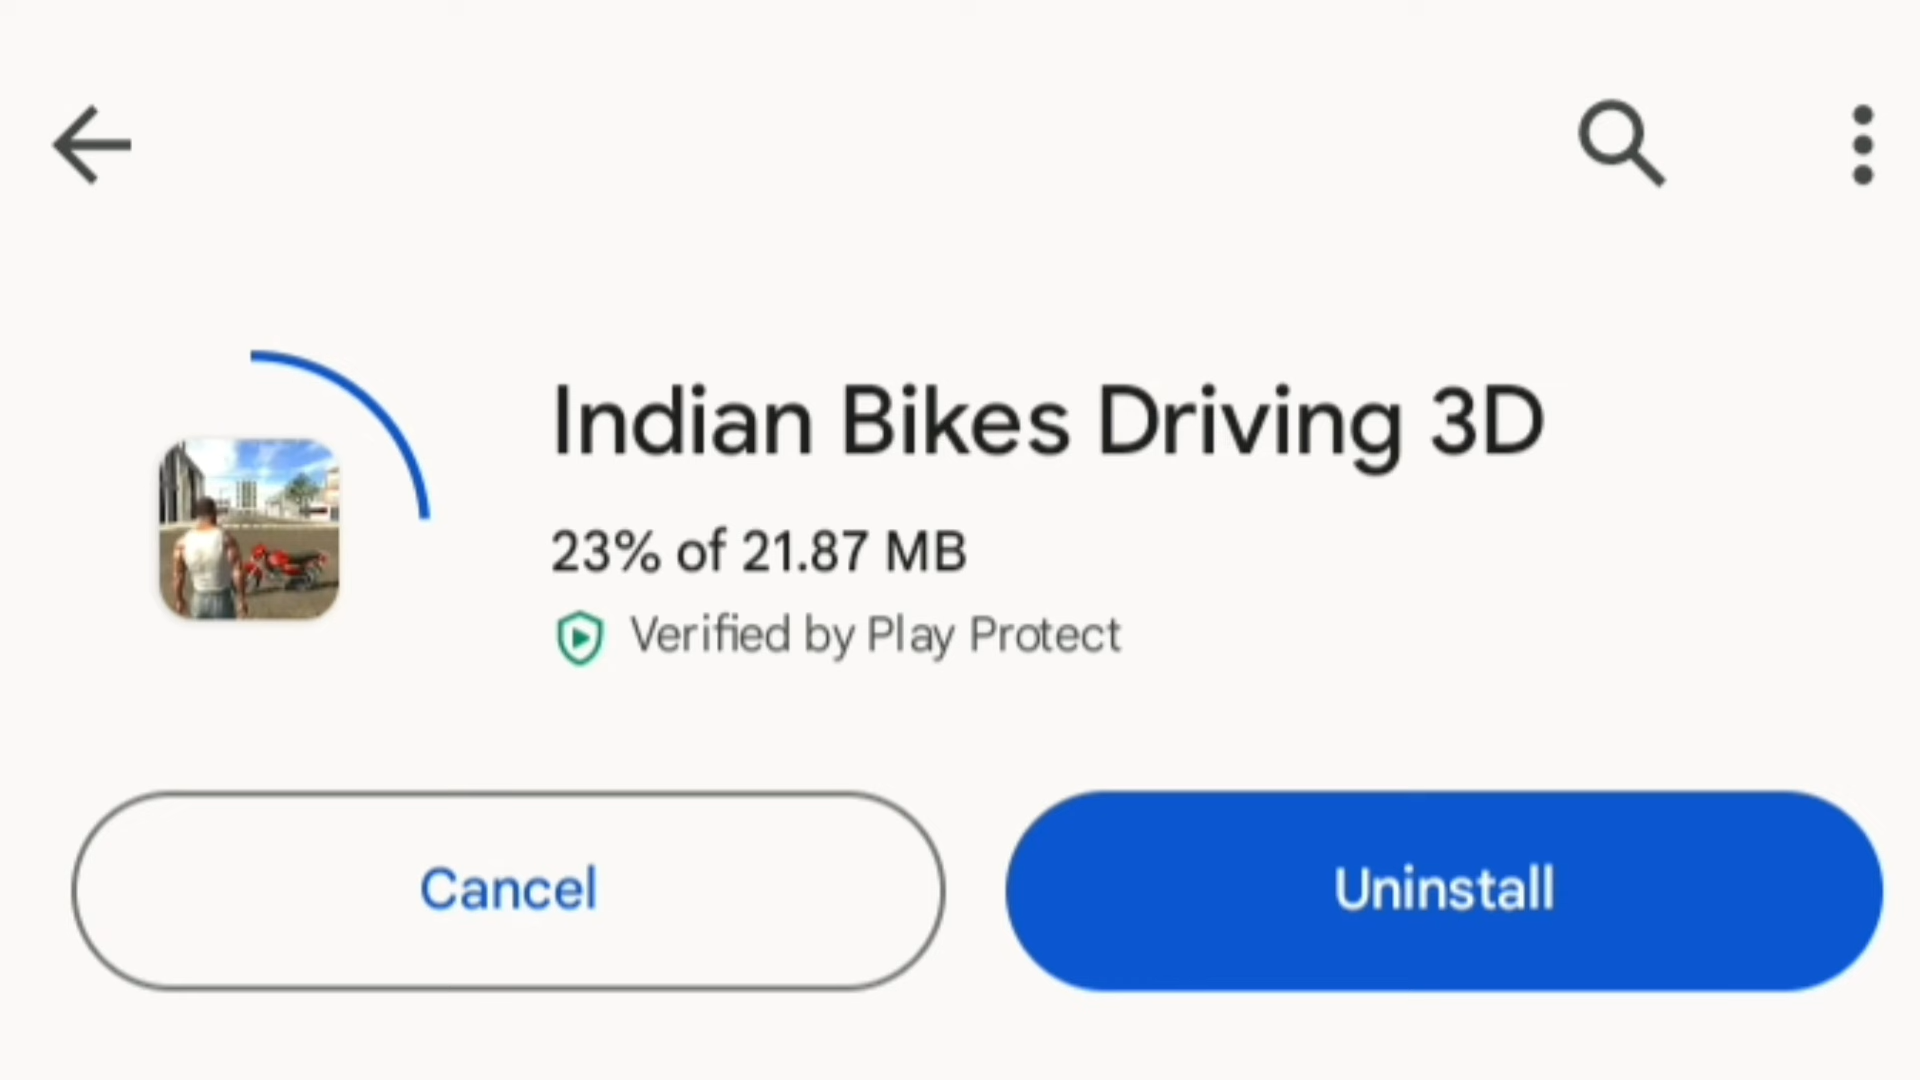 Indian Bikes Driving 3D
23% of 21.87 MB
Verified by Play Protect
Cancel
Uninstall